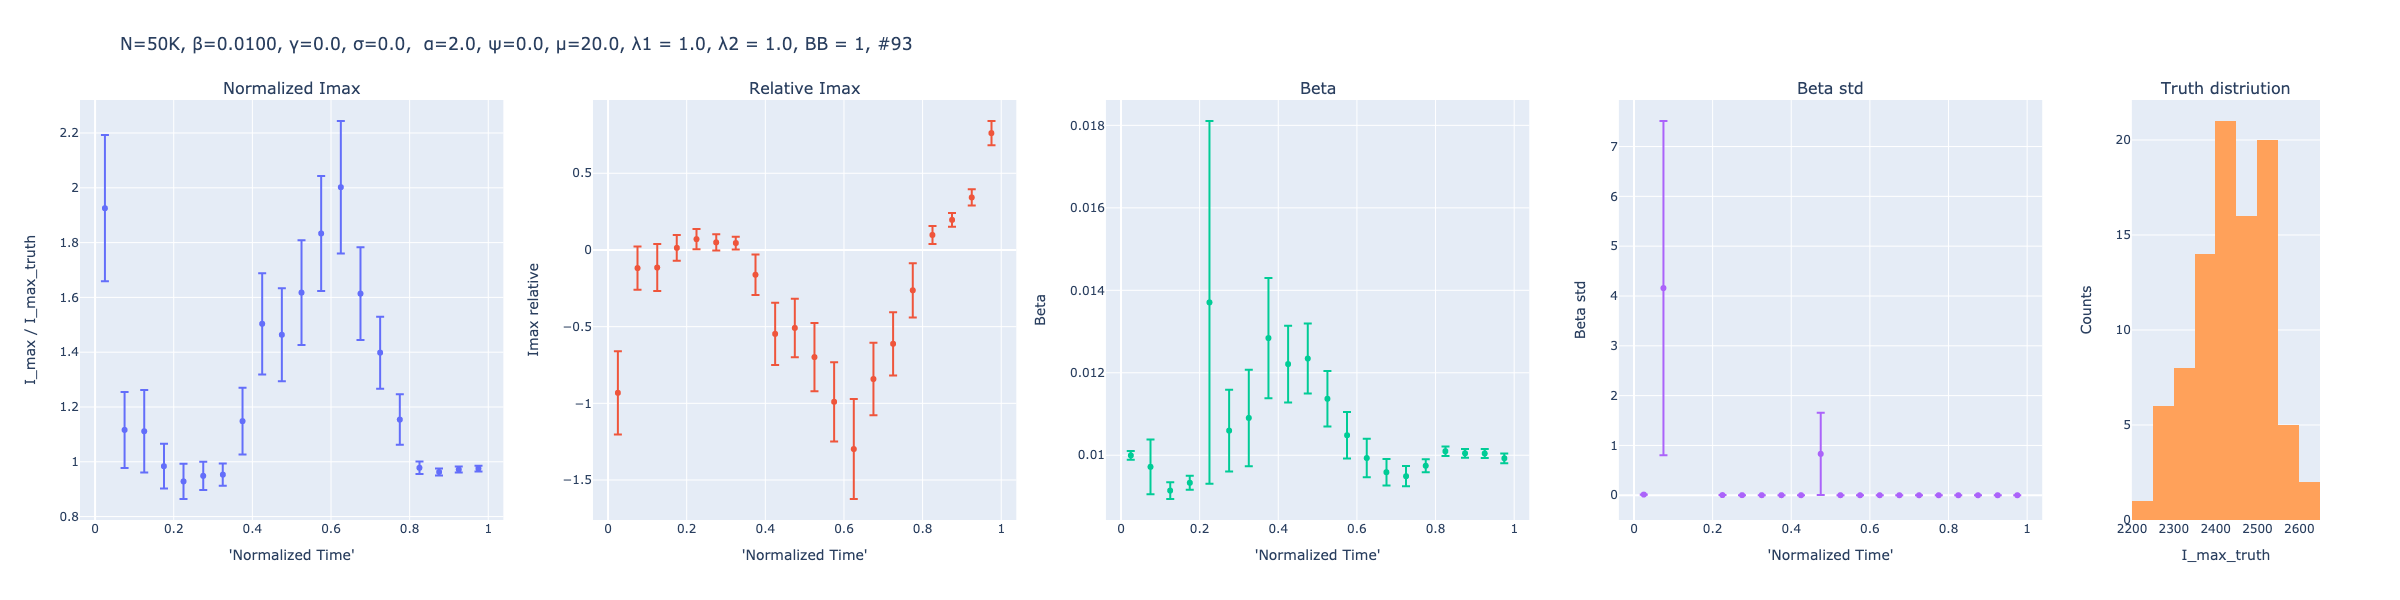 N=50K, β=0.0100, γ=0.0, σ=0.0,  α=2.0, ψ=0.0, μ=20.0, λ1 = 1.0, λ2 = 1.0, BB = 1, #93
Normalized Imax
2.2
2
1.8
1.6
1.4
1.2
1
0.8
I_max / I_max_truth
0 0.2 0.4 0.6 0.8 1
'Normalized Time'
Relative Imax
0.5
0
−0.5
−1
−1.5
Imax relative
0 0.2 0.4 0.6 0.8 1
'Normalized Time'
Beta
0.018
0.016
0.014
0.012
0.01
Beta
0 0.2 0.4 0.6 0.8 1
'Normalized Time'
Beta std
7
6
5
4
3
2
1
0
Beta std
0 0.2 0.4 0.6 0.8 1
'Normalized Time'
Truth distriution
20
15
10
5
0
Counts
2200 2300 2400 2500 2600
I_max_truth